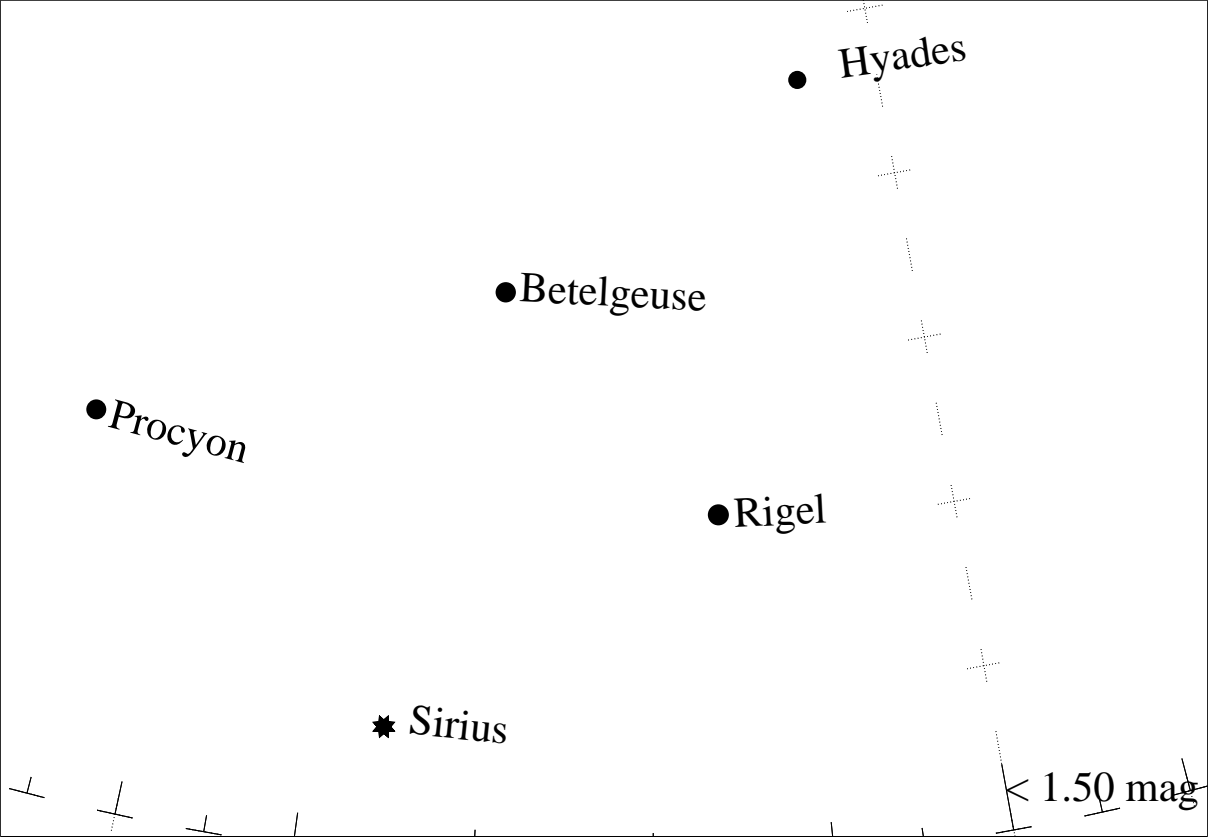 Hyades
Betelgeuse
Procyon
Rigel
Sirius
< 1.50 mag